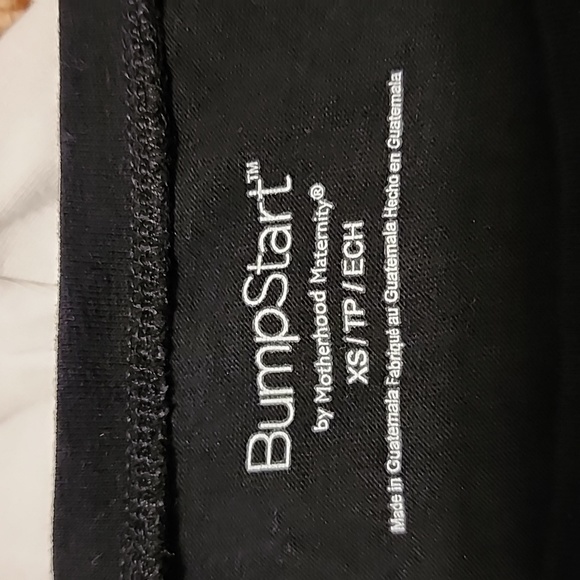 BumpStart™
by Motherhood Maternity®
XS / TP / ECH
Made in Guatemala Fabriqué au Guatemala Hecho en Guatemala